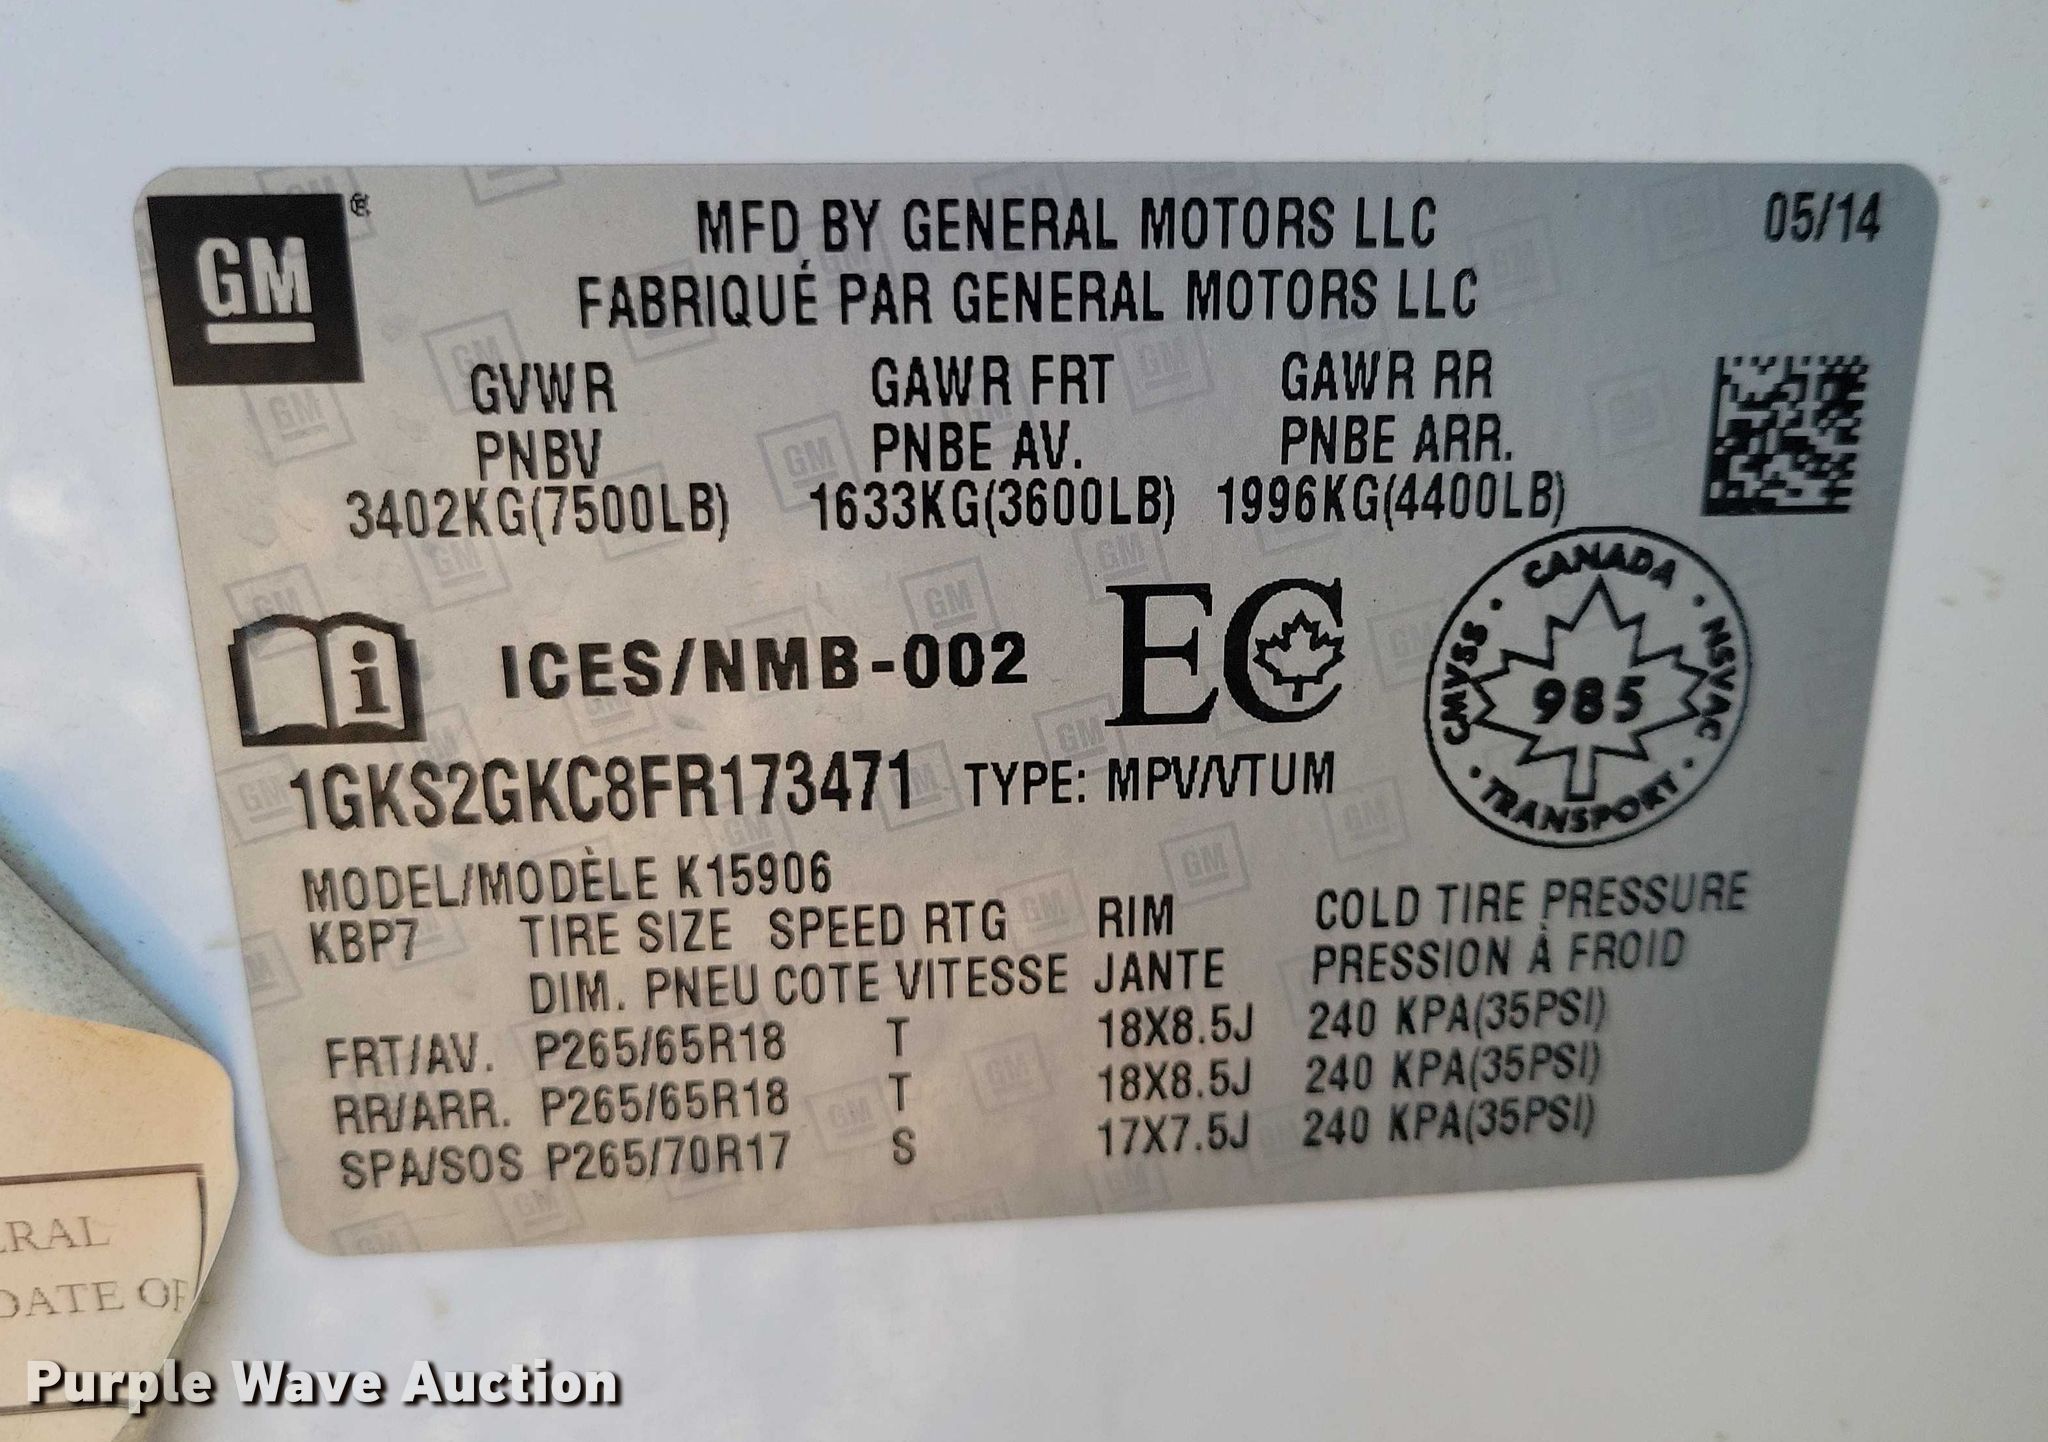 GM
MFD BY GENERAL MOTORS LLC
05/14
FABRIQUÉ PAR GENERAL MOTORS LLC
GVWR GAWR FRT GAWR RR
PNBV PNBE AV. PNBE ARR.
3402KG(7500LB) 1633KG(3600LB) 1996KG(4400LB)
ICES/NMB-002 EC
CANADA · NSVAC · TRANSPORT · CMVSS ·
985
1GKS2GKC8FR173471 TYPE: MPV/VTUM
MODEL/MODÈLE K15906
KBP7 TIRE SIZE SPEED RTG RIM COLD TIRE PRESSURE
DIM. PNEU COTE VITESSE JANTE PRESSION À FROID
FRT/AV. P265/65R18 T 18X8.5J 240 KPA(35PSI)
RR/ARR. P265/65R18 T 18X8.5J 240 KPA(35PSI)
SPA/SOS P265/70R17 S 17X7.5J 240 KPA(35PSI)
RAL
DATE OF
Purple Wave Auction